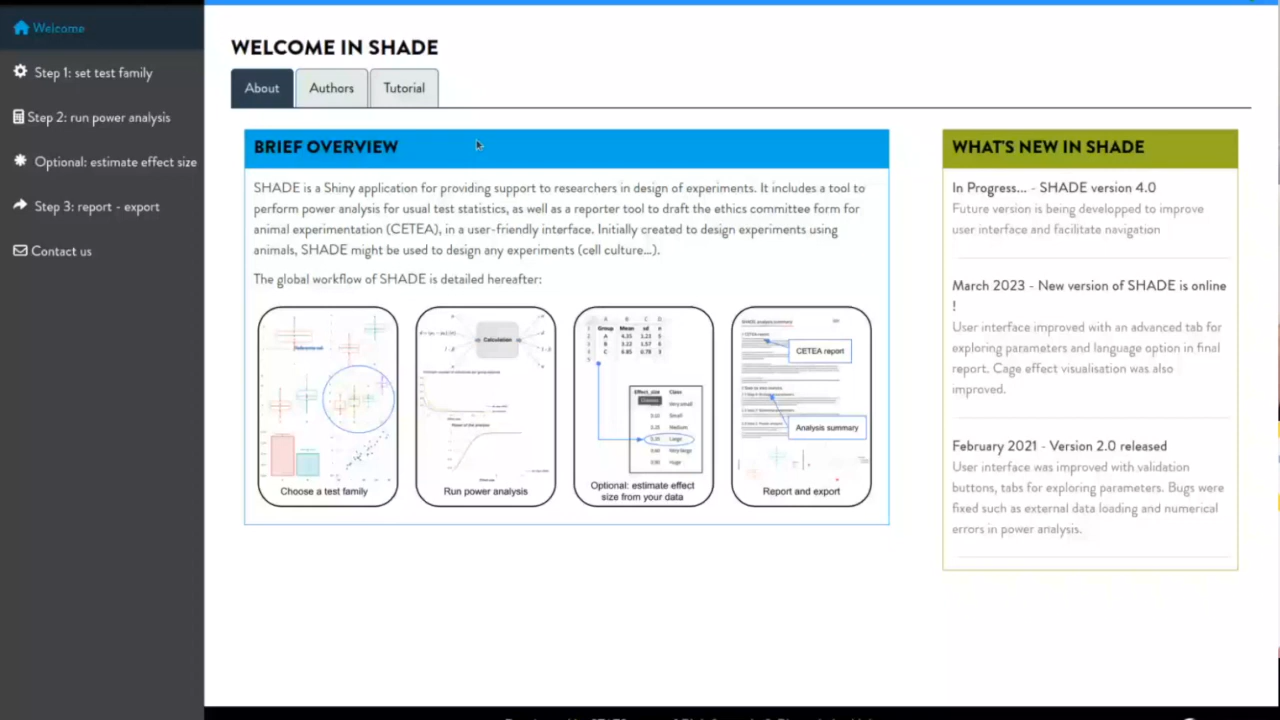 Welcome
Step 1: set test family
Step 2: run power analysis
Optional: estimate effect size
Step 3: report - export
Contact us
WELCOME IN SHADE
About
Authors
Tutorial
BRIEF OVERVIEW
SHADE is a Shiny application for providing support to researchers in design of experiments. It includes a tool to
perform power analysis for usual test statistics, as well as a reporter tool to draft the ethics committee form for
animal experimentation (CETEA), in a user-friendly interface. Initially created to design experiments using
animals, SHADE might be used to design any experiments (cell culture...).
The global workflow of SHADE is detailed hereafter:
Choose a test family
Calculation
Run power analysis
A B C D
Group Mean sd n
A 4.35 1.23 5
Effect_size Class
Very small
Small
Medium
Large
Very large
Huge
Optional: estimate effect
size from your data
SHADE analysis summary
CETEA report
Analysis summary
Report and export
WHAT'S NEW IN SHADE
In Progress... - SHADE version 4.0
Future version is being developped to improve
user interface and facilitate navigation
March 2023 - New version of SHADE is online
!
User interface improved with an advanced tab for
exploring parameters and language option in final
report. Cage effect visualisation was also
improved.
February 2021 - Version 2.0 released
User interface was improved with validation
buttons, tabs for exploring parameters. Bugs were
fixed such as external data loading and numerical
errors in power analysis.